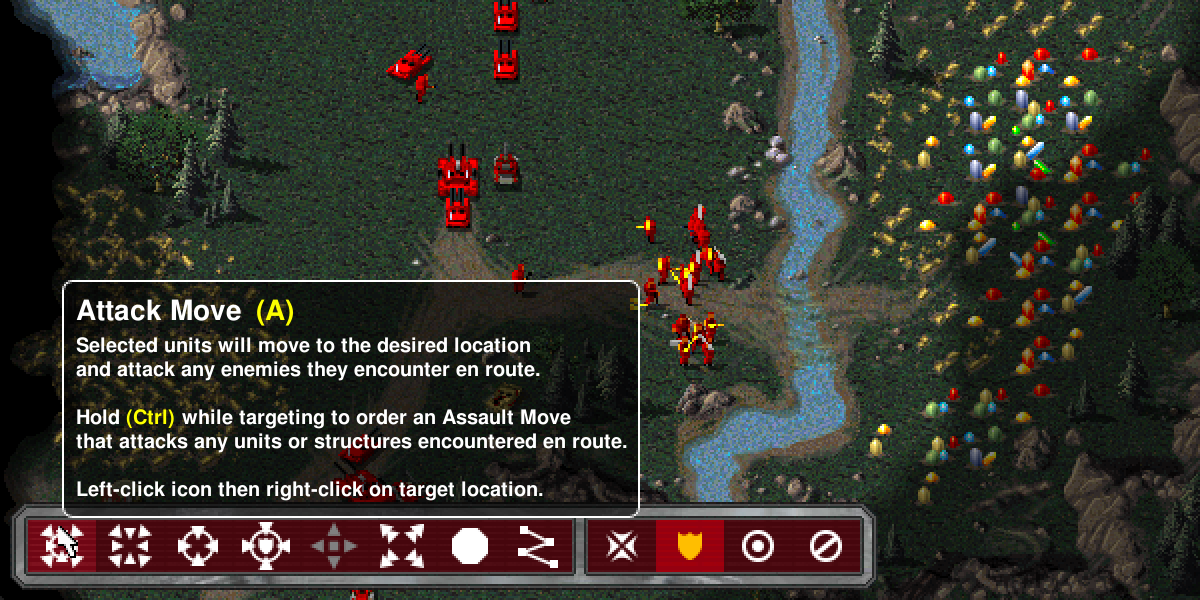 Attack Move (A)
Selected units will move to the desired location
and attack any enemies they encounter en route.
Hold (Ctrl) while targeting to order an Assault Move
that attacks any units or structures encountered en route.
Left-click icon then right-click on target location.